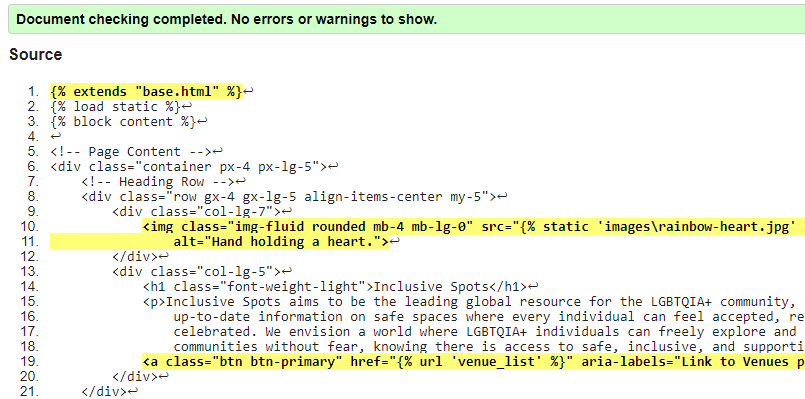 Document checking completed. No errors or warnings to show.
Source
1. {% extends "base.html" %}↩
2. {% load static %}↩
3. {% block content %}↩
4. ↩
5. <!-- Page Content -->↩
6. <div class="container px-4 px-lg-5">↩
7. <!-- Heading Row -->↩
8. <div class="row gx-4 gx-lg-5 align-items-center my-5">↩
9. <div class="col-lg-7">↩
10. <img class="img-fluid rounded mb-4 mb-lg-0" src="{% static 'images\rainbow-heart.jpg'
11. alt="Hand holding a heart.">↩
12. </div>↩
13. <div class="col-lg-5">↩
14. <h1 class="font-weight-light">Inclusive Spots</h1>↩
15. <p>Inclusive Spots aims to be the leading global resource for the LGBTQIA+ community,
16. up-to-date information on safe spaces where every individual can feel accepted, re
17. celebrated. We envision a world where LGBTQIA+ individuals can freely explore and
18. communities without fear, knowing there is access to safe, inclusive, and supporti
19. <a class="btn btn-primary" href="{% url 'venue_list' %}" aria-labels="Link to Venues p
20. </div>↩
21. </div>↩